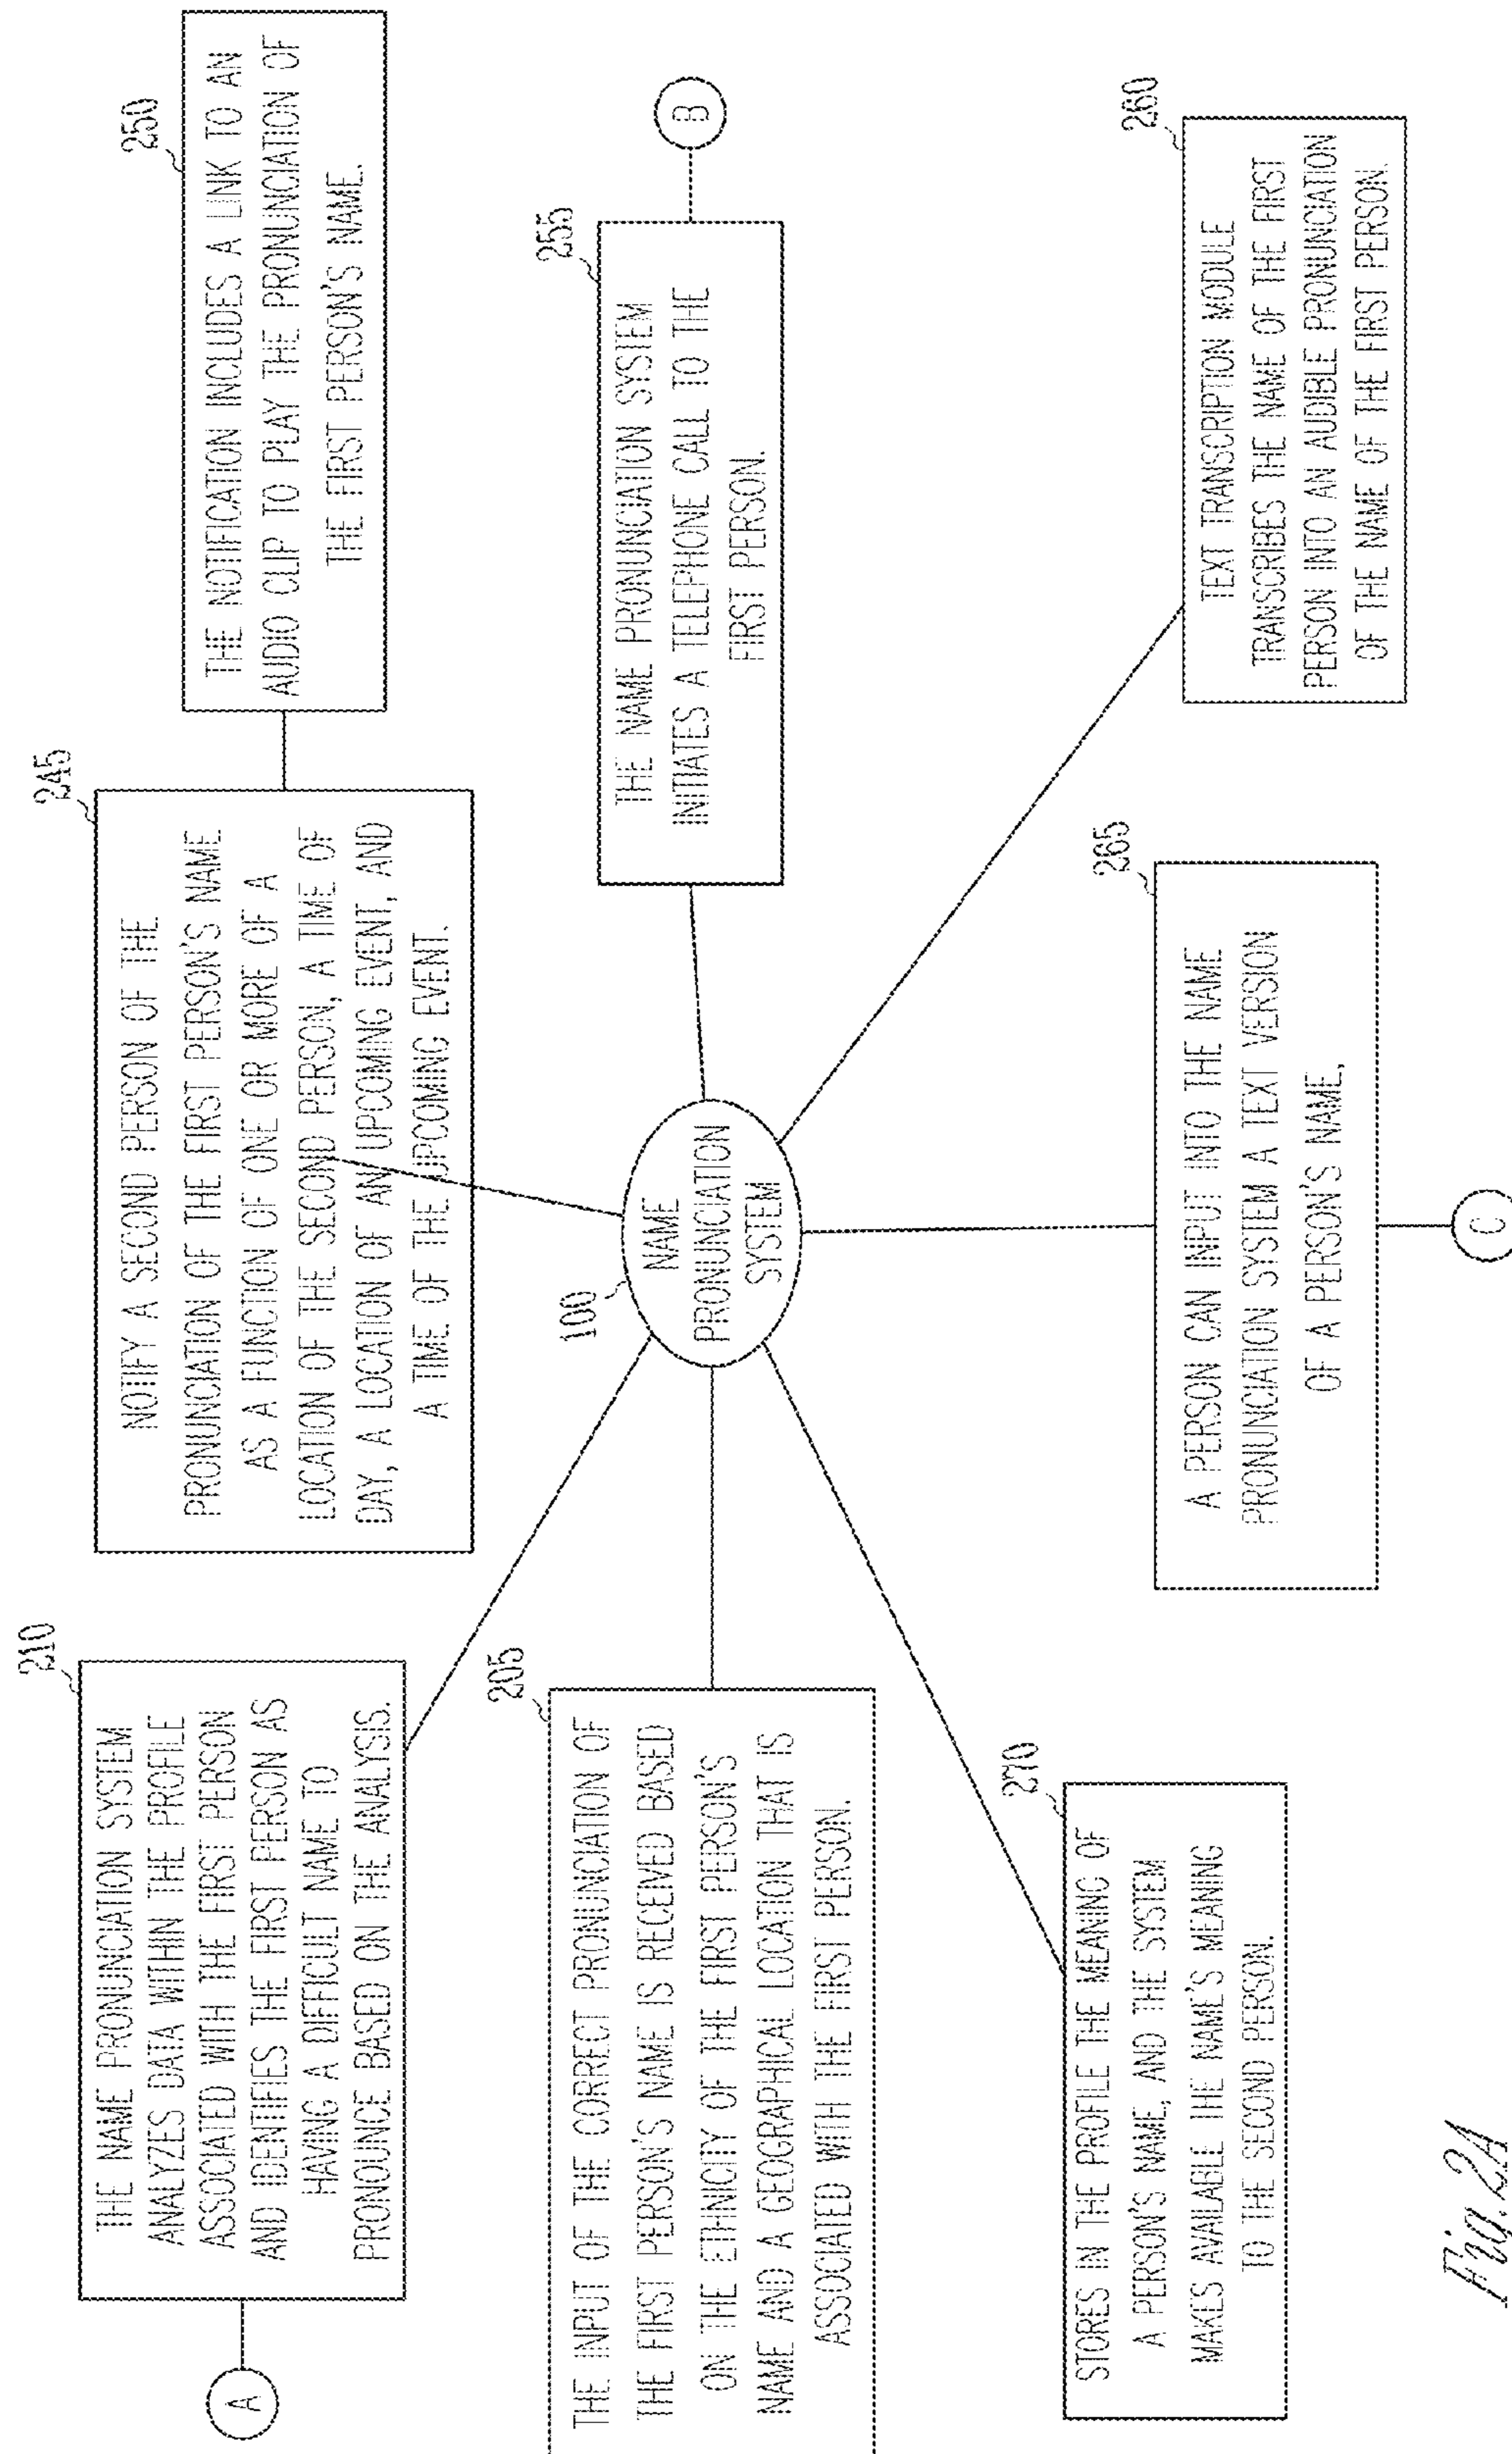 210
THE NAME PRONUNCIATION SYSTEM
ANALYZES DATA WITHIN THE PROFILE
ASSOCIATED WITH THE FIRST PERSON
AND IDENTIFIES THE FIRST PERSON AS
HAVING A DIFFICULT NAME TO
PRONOUNCE BASED ON THE ANALYSIS.
A
245
NOTIFY A SECOND PERSON OF THE
PRONUNCIATION OF THE FIRST PERSON'S NAME
AS A FUNCTION OF ONE OR MORE OF A
LOCATION OF THE SECOND PERSON, A TIME OF
DAY, A LOCATION OF AN UPCOMING EVENT, AND
A TIME OF THE UPCOMING EVENT.
250
THE NOTIFICATION INCLUDES A LINK TO AN
AUDIO CLIP TO PLAY THE PRONUNCIATION OF
THE FIRST PERSON'S NAME.
205
THE INPUT OF THE CORRECT PRONUNCIATION OF
THE FIRST PERSON'S NAME IS RECEIVED BASED
ON THE ETHNICITY OF THE FIRST PERSON'S
NAME AND A GEOGRAPHICAL LOCATION THAT IS
ASSOCIATED WITH THE FIRST PERSON.
100
NAME
PRONUNCIATION
SYSTEM
255
THE NAME PRONUNCIATION SYSTEM
INITIATES A TELEPHONE CALL TO THE
FIRST PERSON.
B
270
STORES IN THE PROFILE THE MEANING OF
A PERSON'S NAME, AND THE SYSTEM
MAKES AVAILABLE THE NAME'S MEANING
TO THE SECOND PERSON.
265
A PERSON CAN INPUT INTO THE NAME
PRONUNCIATION SYSTEM A TEXT VERSION
OF A PERSON'S NAME,
C
260
TEXT TRANSCRIPTION MODULE
TRANSCRIBES THE NAME OF THE FIRST
PERSON INTO AN AUDIBLE PRONUNCIATION
OF THE NAME OF THE FIRST PERSON.
Fig. 2A